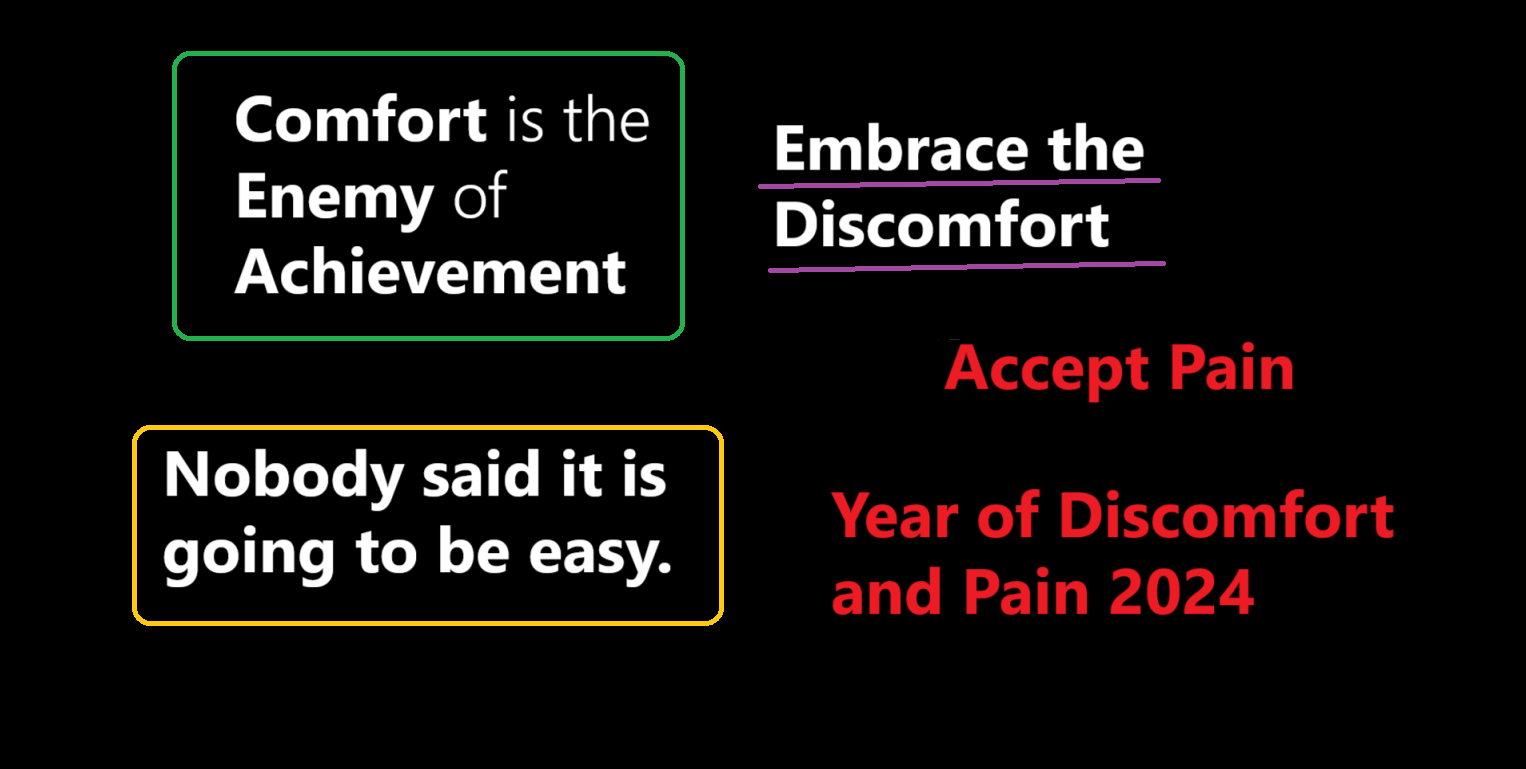 Comfort is the
Enemy of
Achievement
Embrace the
Discomfort
Accept Pain
Nobody said it is
going to be easy.
Year of Discomfort
and Pain 2024